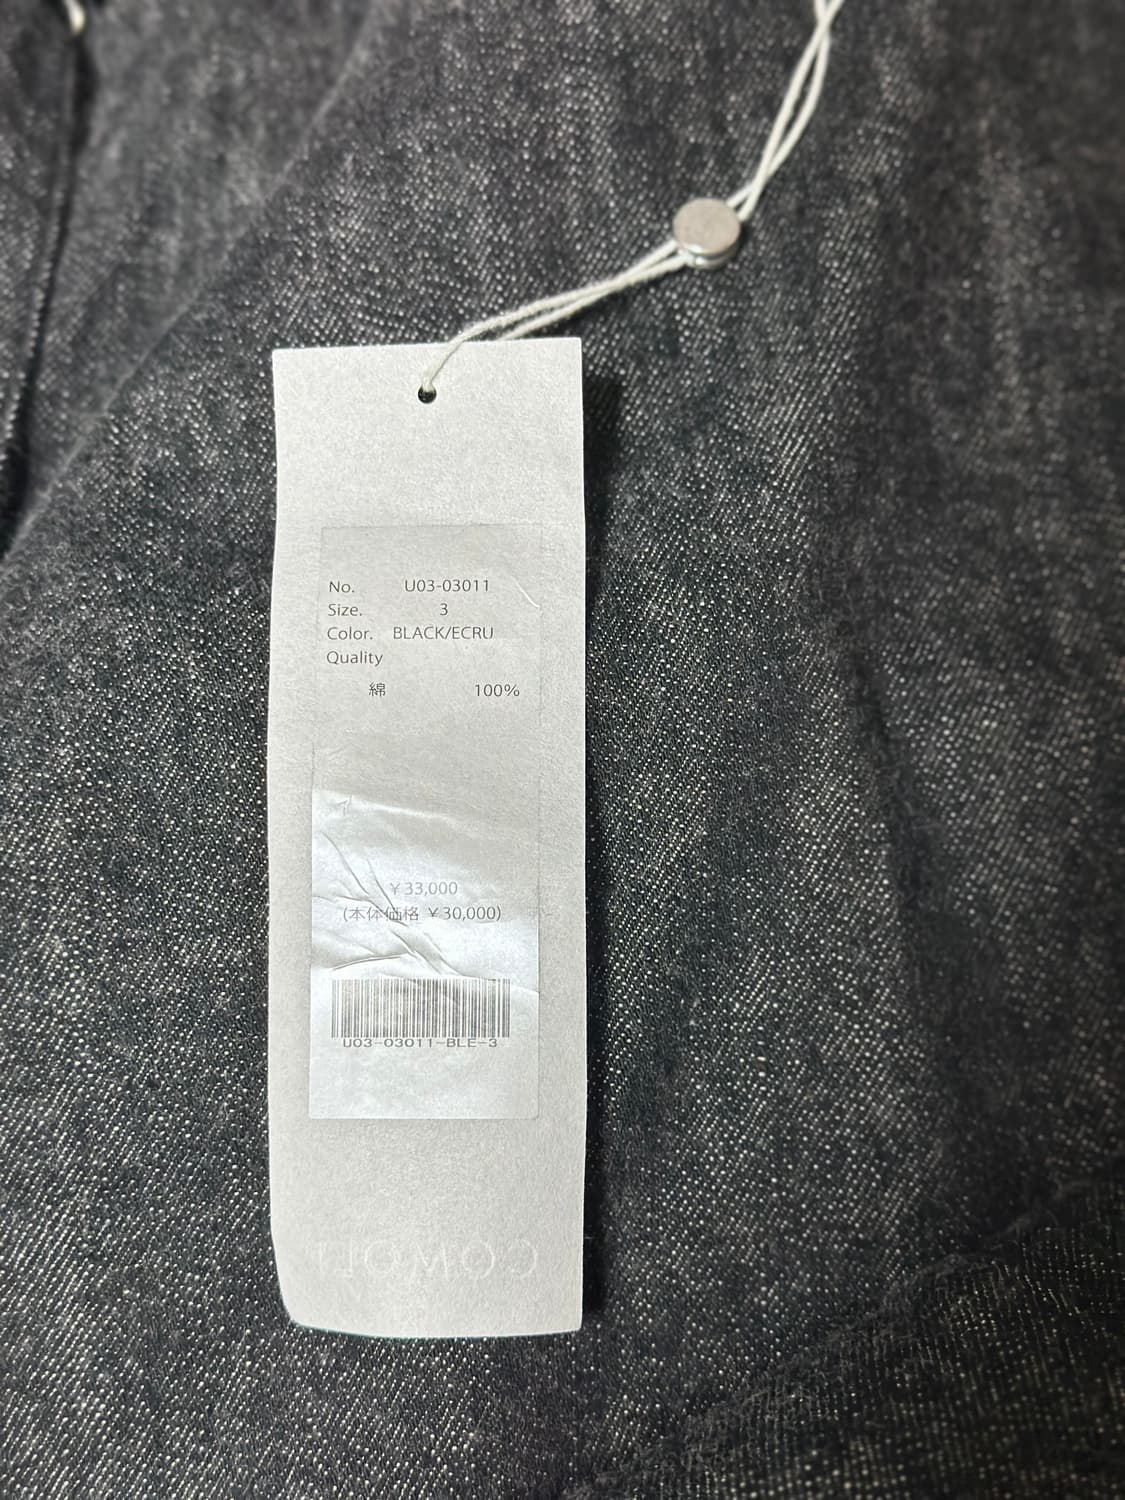 No. U03-03011
Size. 3
Color. BLACK/ECRU
Quality
綿 100%
¥33,000
(本体価格 ¥30,000)
U03-03011-BLE-3
COMOLI